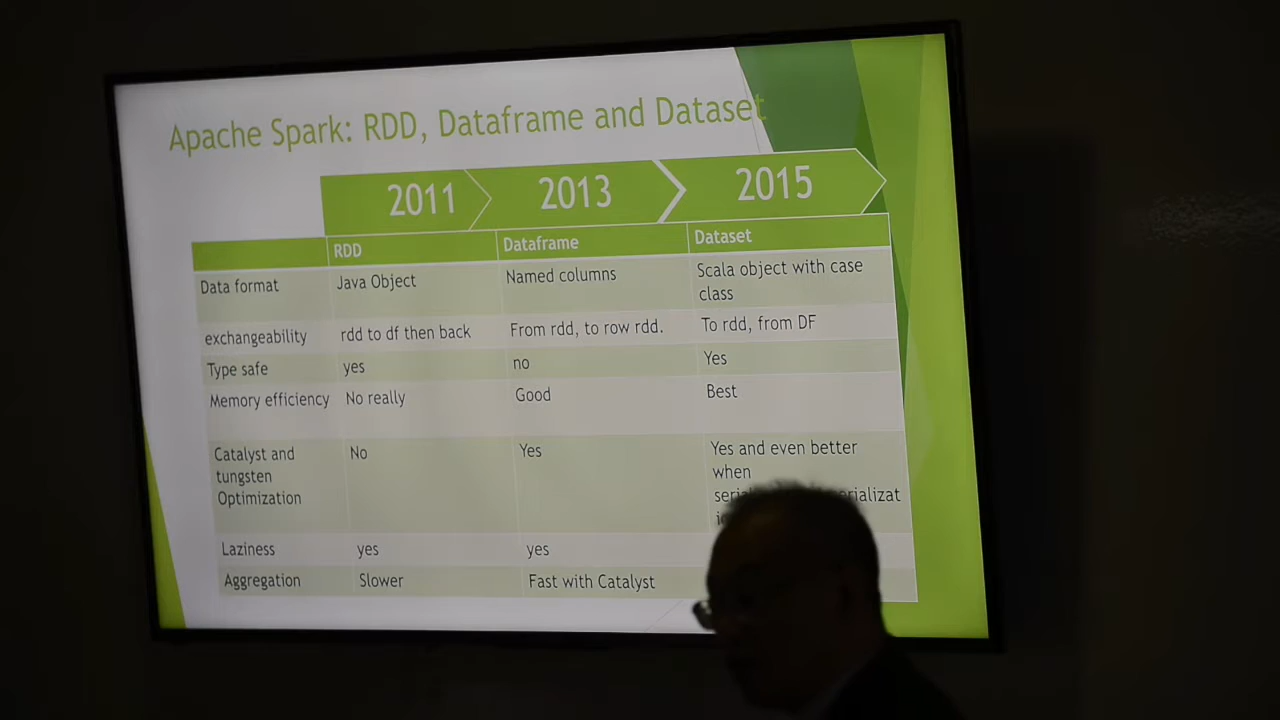 Apache Spark: RDD, Dataframe and Dataset
2011 2013 2015
RDD Dataframe Dataset
Data format Java Object Named columns Scala object with case
class
exchangeability rdd to df then back From rdd, to row rdd. To rdd, from DF
Type safe yes no Yes
Memory efficiency No really Good Best
Catalyst and No Yes Yes and even better
tungsten when
Optimization
Laziness yes yes
Aggregation Slower Fast with Catalyst